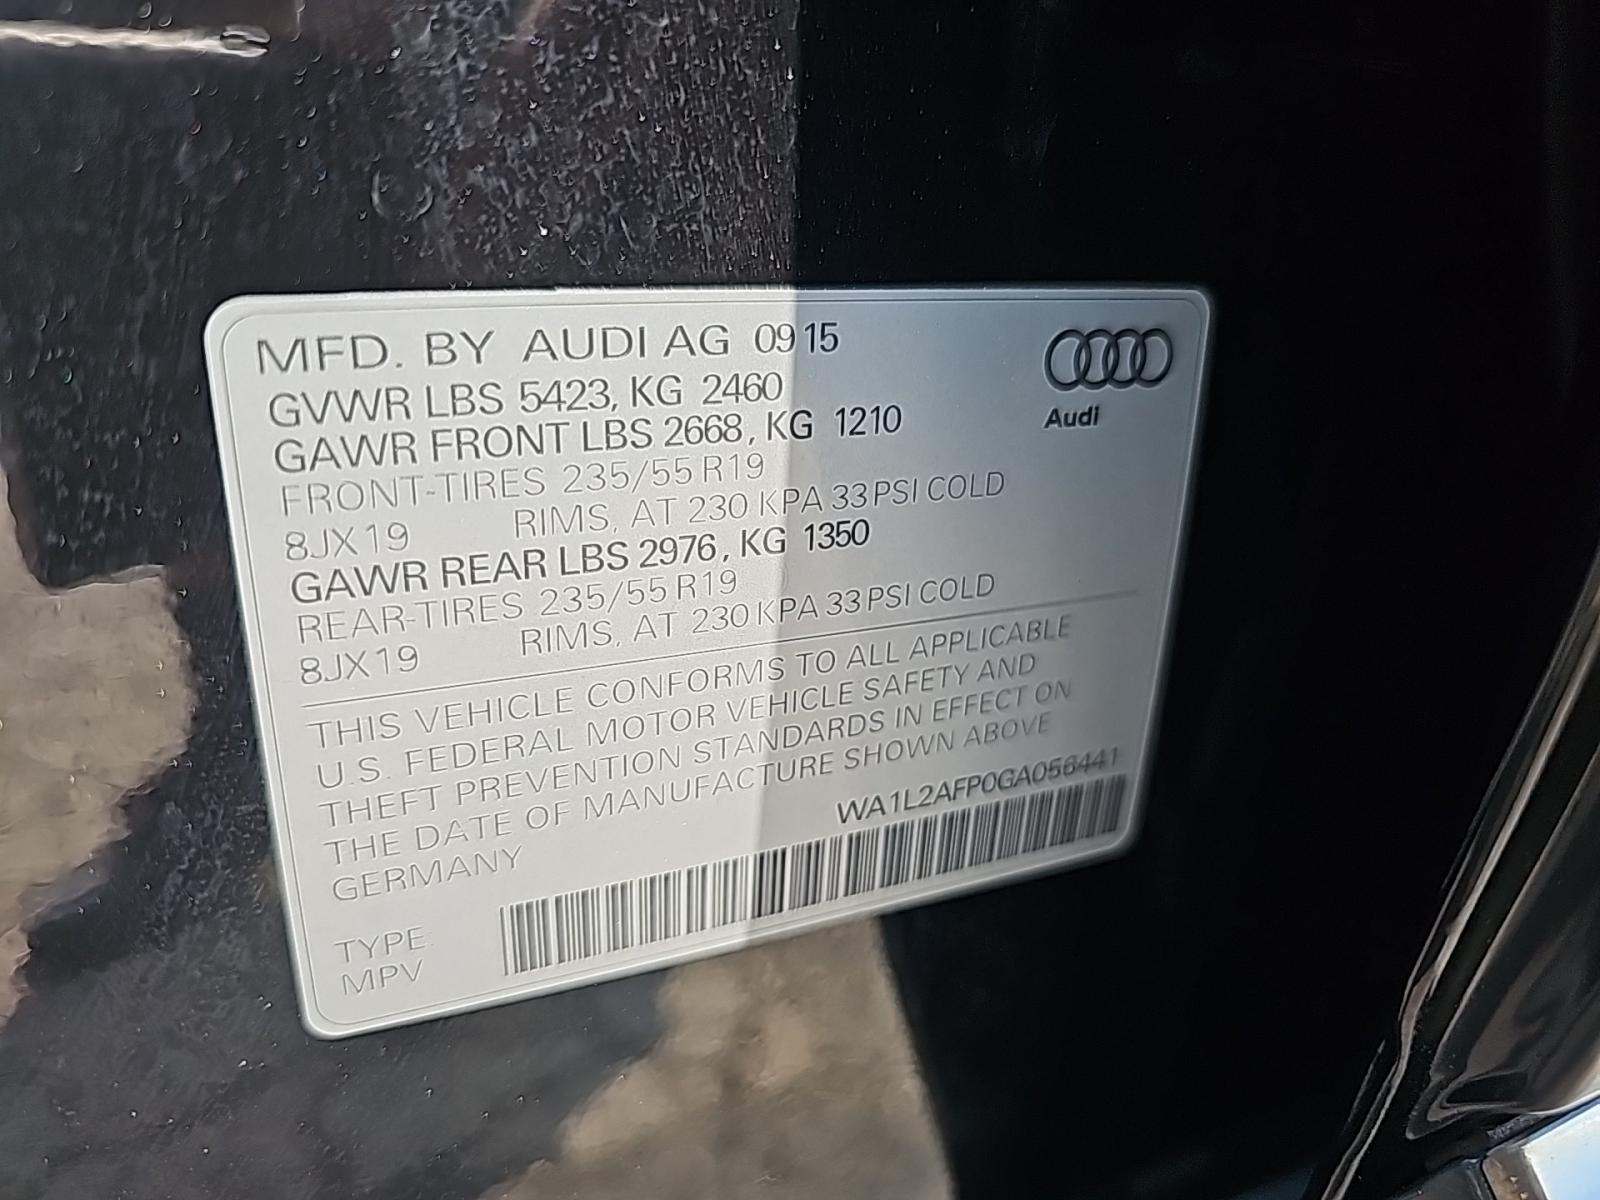 MFD. BY AUDI AG 09 15
GVWR LBS 5423, KG 2460
GAWR FRONT LBS 2668, KG 1210
FRONT-TIRES 235/55 R19
8JX19 RIMS, AT 230 KPA 33 PSI COLD
GAWR REAR LBS 2976, KG 1350
REAR-TIRES 235/55 R19
8JX19 RIMS, AT 230 KPA 33 PSI COLD
Audi
THIS VEHICLE CONFORMS TO ALL APPLICABLE
U.S. FEDERAL MOTOR VEHICLE SAFETY AND
THEFT PREVENTION STANDARDS IN EFFECT ON
THE DATE OF MANUFACTURE SHOWN ABOVE
GERMANY
WA1L2AFP0GA056441
TYPE:
MPV